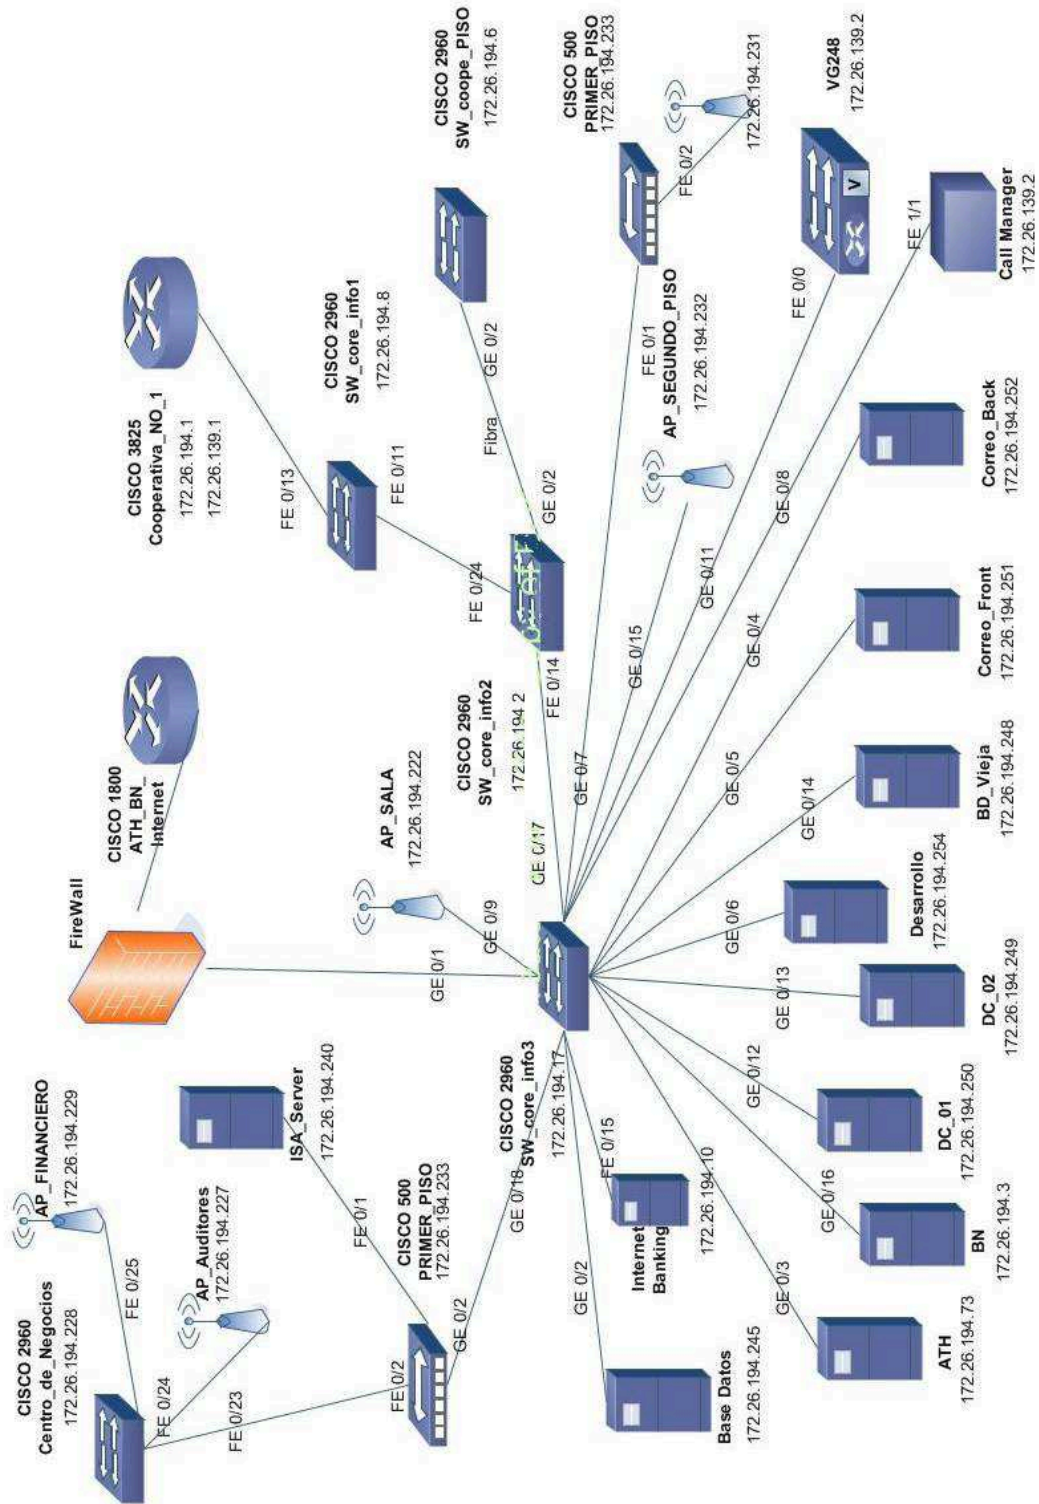 CISCO 2960
Centro_de_Negocios
172.26.194.228
AP_FINANCIERO
172.26.194.229
FE 0/25
FE 0/24
FE 0/23
AP_Auditores
172.26.194.227
ISA_Server
172.26.194.240
FE 0/1
FE 0/2
CISCO 500
PRIMER_PISO
172.26.194.233
GE 0/2
GE 0/18
FireWall
CISCO 1800
ATH_BN_
Internet
GE 0/1
AP_SALA
172.26.194.222
GE 0/9
CISCO 3825
Cooperativa_NO_1
172.26.194.1
172.26.139.1
FE 0/13
CISCO 2960
SW_core_info1
172.26.194.8
FE 0/11
FE 0/24
CISCO 2960
SW_coope_PISO
172.26.194.6
GE 0/2
Fibra
GE 0/2
CISCO 2960
SW_core_info2
172.26.194.2
FE 0/14
GE 0/17
CISCO 2960
SW_core_info3
172.26.194.17
CISCO 500
PRIMER_PISO
172.26.194.233
FE 0/2
172.26.194.231
FE 0/1
GE 0/7
AP_SEGUNDO_PISO
172.26.194.232
GE 0/15
VG248
172.26.139.2
FE 0/0
GE 0/11
FE 1/1
GE 0/8
Call Manager
172.26.139.2
GE 0/4
Correo_Back
172.26.194.252
GE 0/5
Correo_Front
172.26.194.251
GE 0/14
BD_Vieja
172.26.194.248
GE 0/6
Desarrollo
172.26.194.254
GE 0/13
DC_02
172.26.194.249
GE 0/12
DC_01
172.26.194.250
GE 0/16
BN
172.26.194.3
GE 0/3
ATH
172.26.194.73
FE 0/15
Internet
Banking
172.26.194.10
GE 0/2
Base Datos
172.26.194.245
V